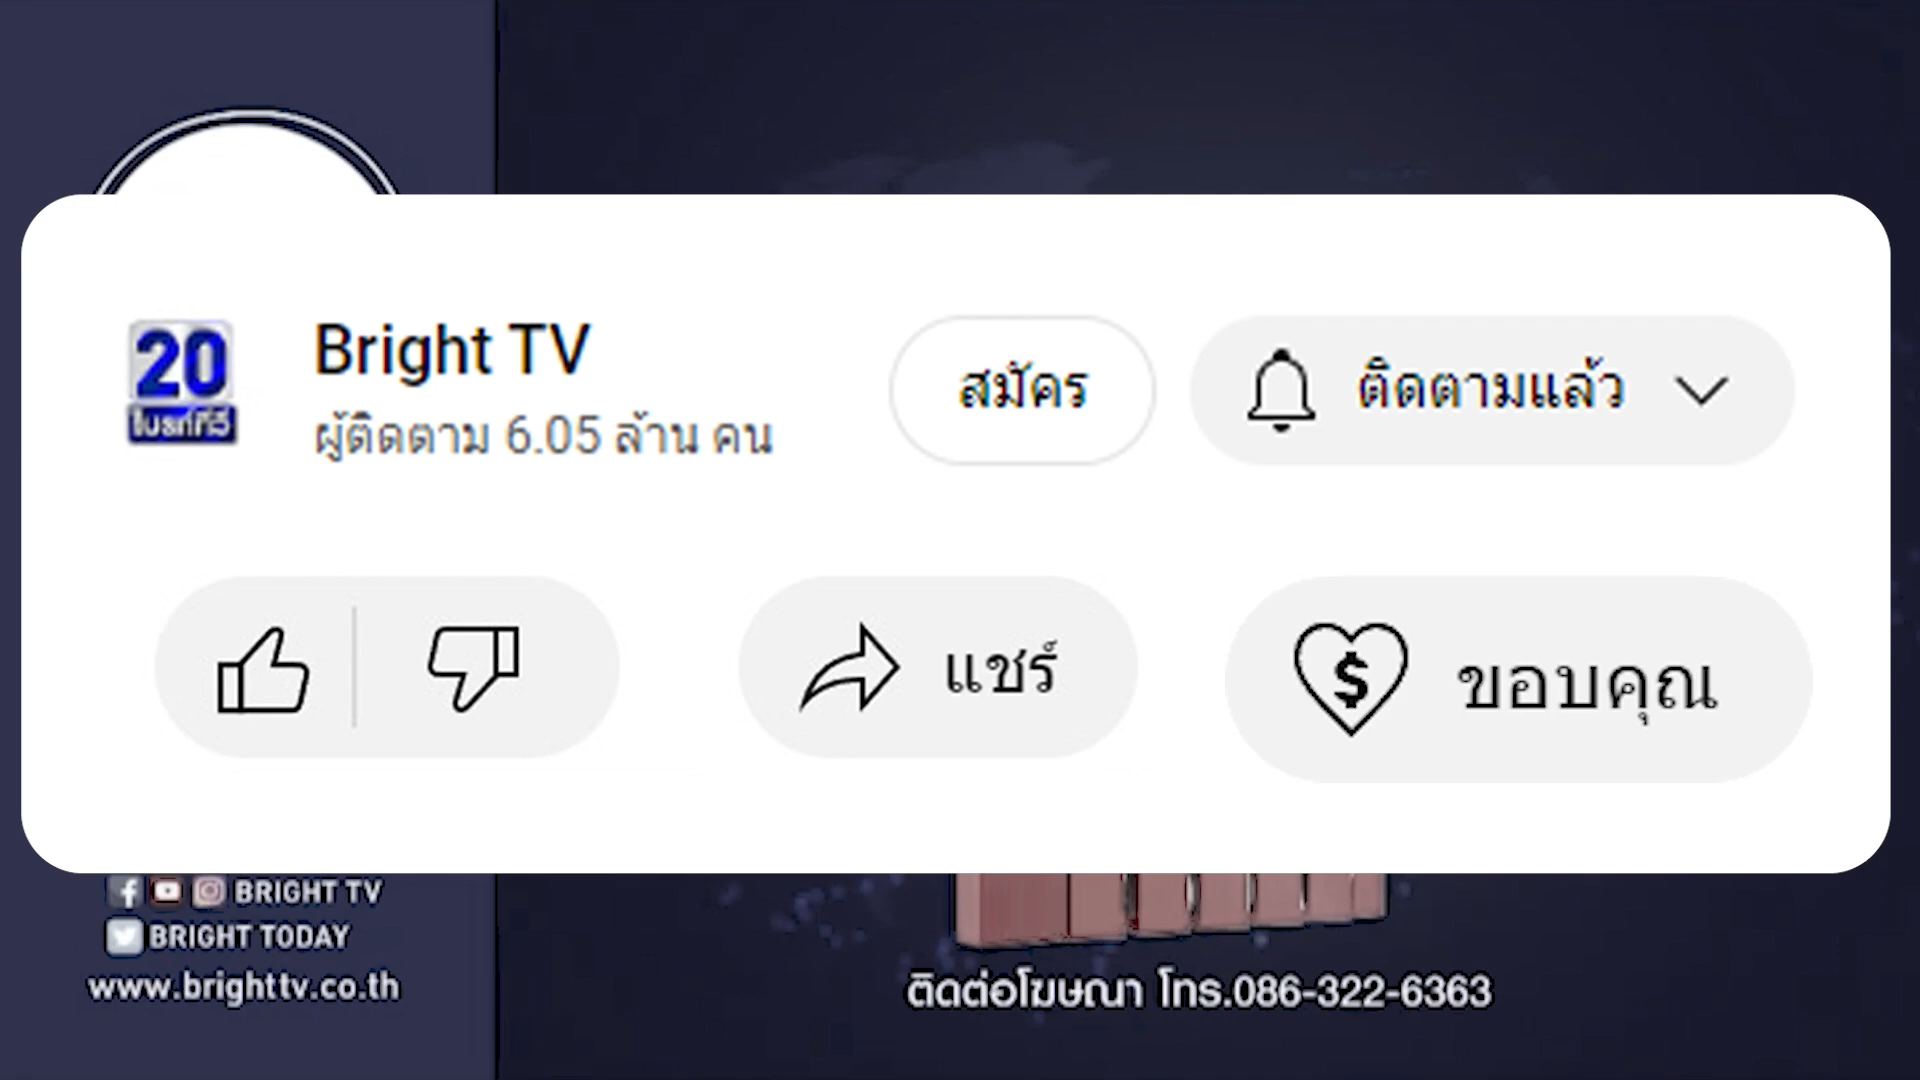 20
ไบรท์ทีวี
Bright TV
ผู้ติดตาม 6.05 ล้าน คน
สมัคร
ติดตามแล้ว
แชร์
ขอบคุณ
BRIGHT TV
BRIGHT TODAY
www.brighttv.co.th
ติดต่อโฆษณา โทร.086-322-6363